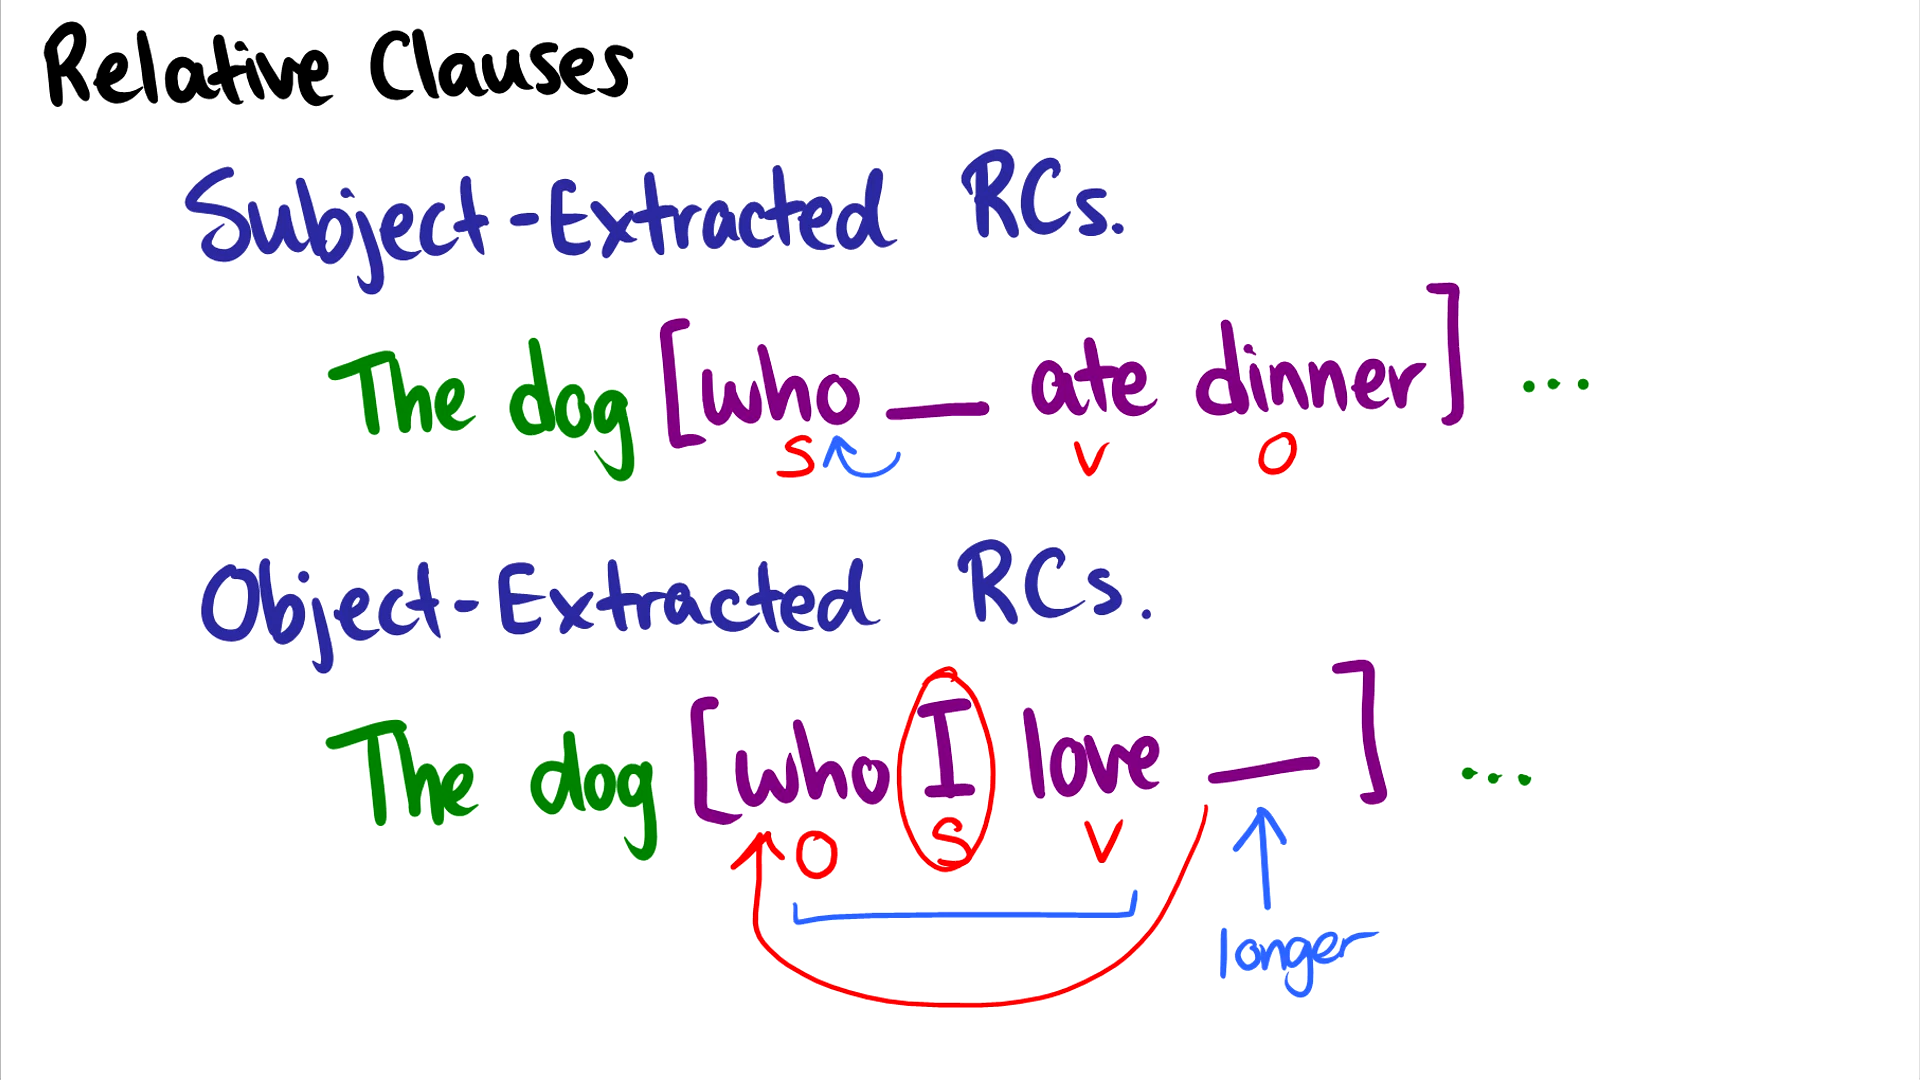 Relative Clauses
Subject-Extracted RCs.
The dog [who __ ate dinner] ...
S V O
Object-Extracted RCs.
The dog [who I love __] ...
O S V
longer